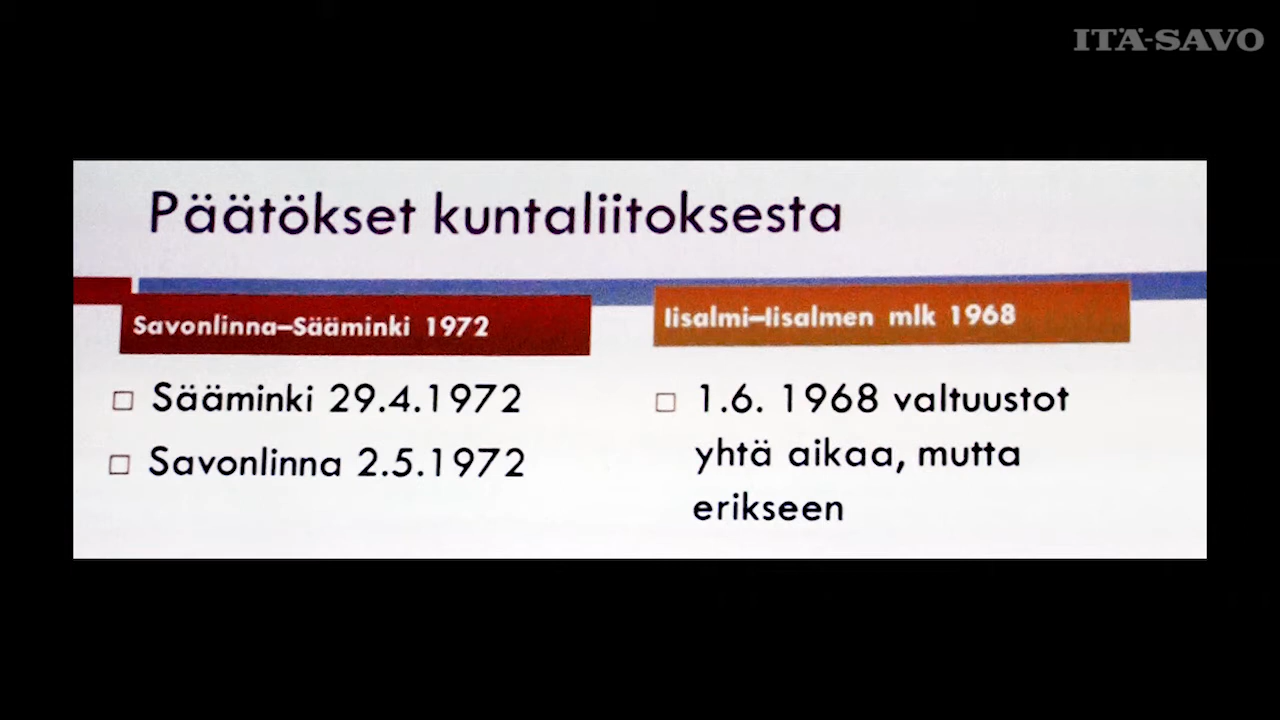 ITÄ-SAVO
Päätökset kuntaliitoksesta
Savonlinna–Sääminki 1972
Sääminki 29.4.1972
Savonlinna 2.5.1972
Iisalmi–Iisalmen mlk 1968
1.6. 1968 valtuustot
yhtä aikaa, mutta
erikseen